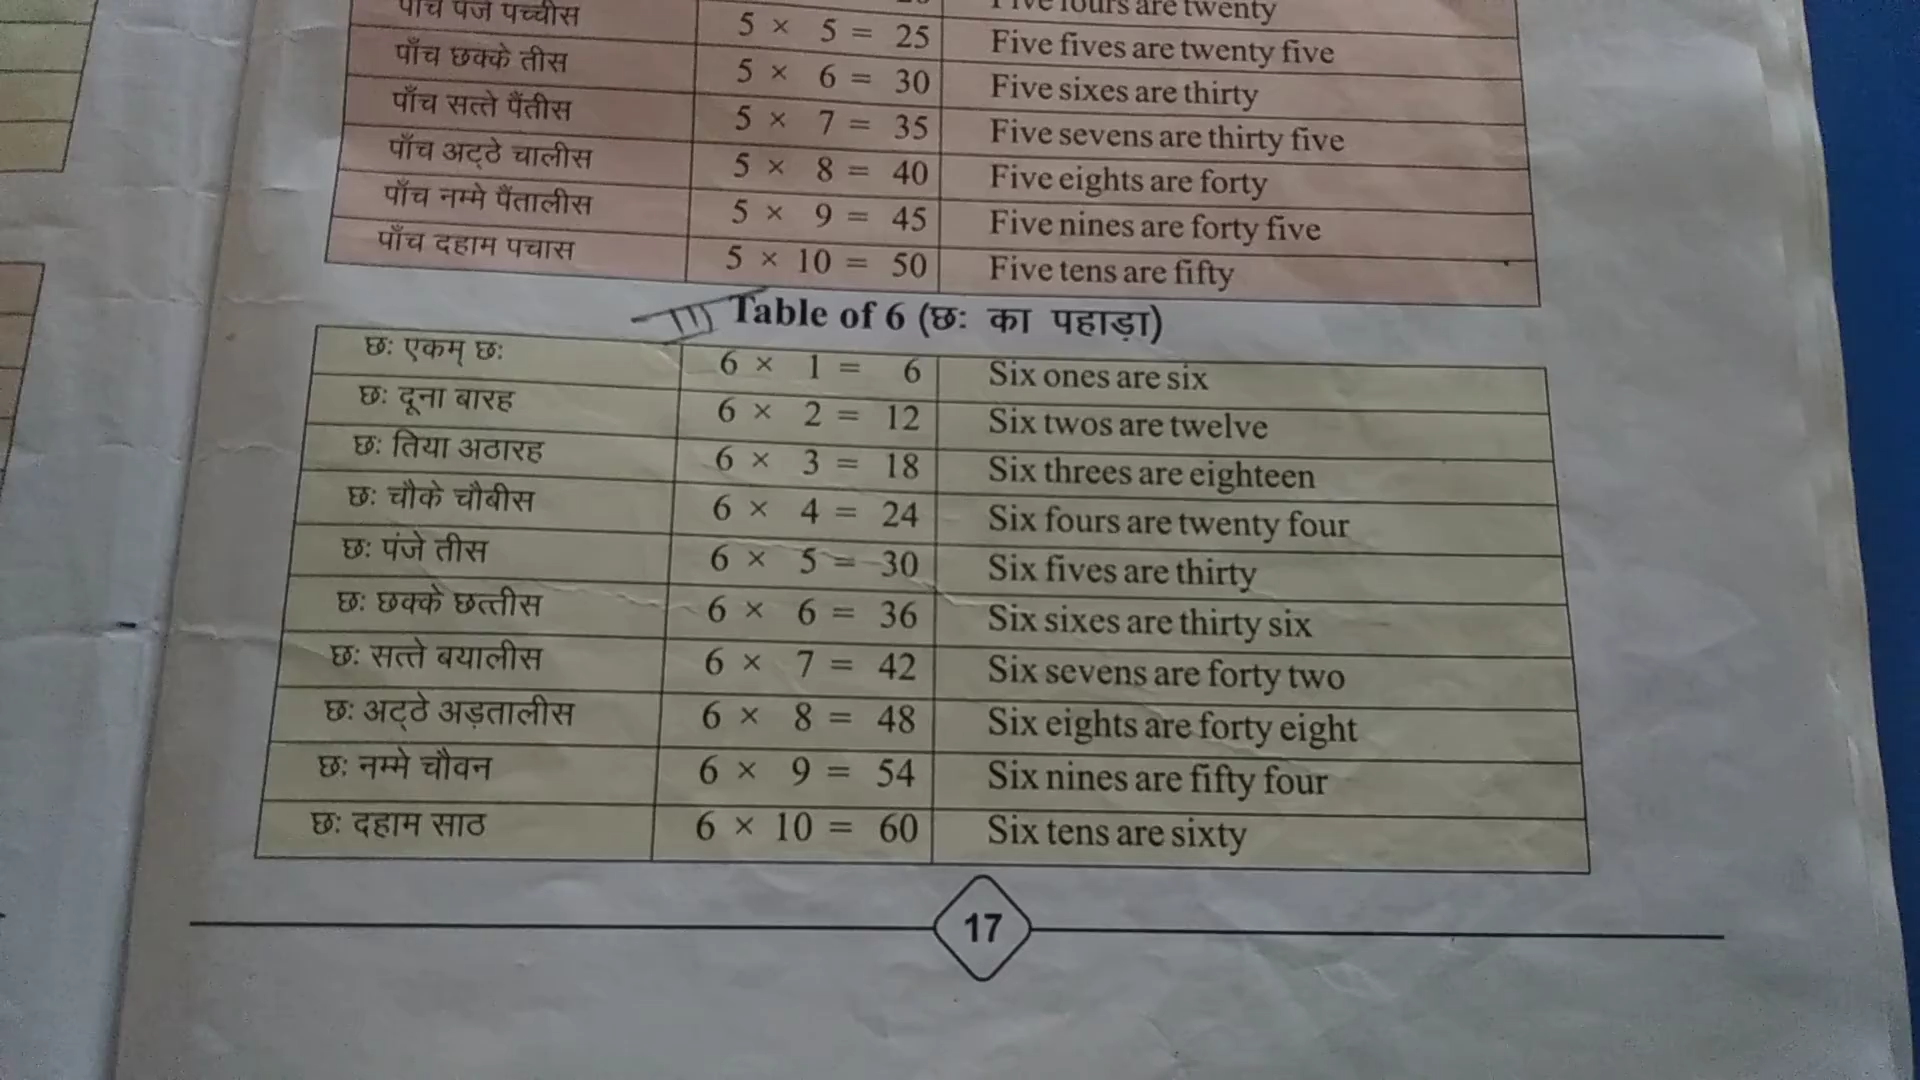 पाँच पंजे पच्चीस 5 × 5 = 25 Five fours are twenty
पाँच छक्के तीस 5 × 6 = 30 Five fives are twenty five
पाँच सत्ते पैंतीस 5 × 7 = 35 Five sixes are thirty
पाँच अट्ठे चालीस 5 × 8 = 40 Five sevens are thirty five
पाँच नम्मे पैंतालीस 5 × 9 = 45 Five eights are forty
पाँच दहाम पचास 5 × 10 = 50 Five nines are forty five
Five tens are fifty
Table of 6 (छः का पहाड़ा)
छः एकम् छः 6 × 1 = 6 Six ones are six
छः दूना बारह 6 × 2 = 12 Six twos are twelve
छः तिया अठारह 6 × 3 = 18 Six threes are eighteen
छः चौके चौबीस 6 × 4 = 24 Six fours are twenty four
छः पंजे तीस 6 × 5 = 30 Six fives are thirty
छः छक्के छत्तीस 6 × 6 = 36 Six sixes are thirty six
छः सत्ते बयालीस 6 × 7 = 42 Six sevens are forty two
छः अट्ठे अड़तालीस 6 × 8 = 48 Six eights are forty eight
छः नम्मे चौवन 6 × 9 = 54 Six nines are fifty four
छः दहाम साठ 6 × 10 = 60 Six tens are sixty
17